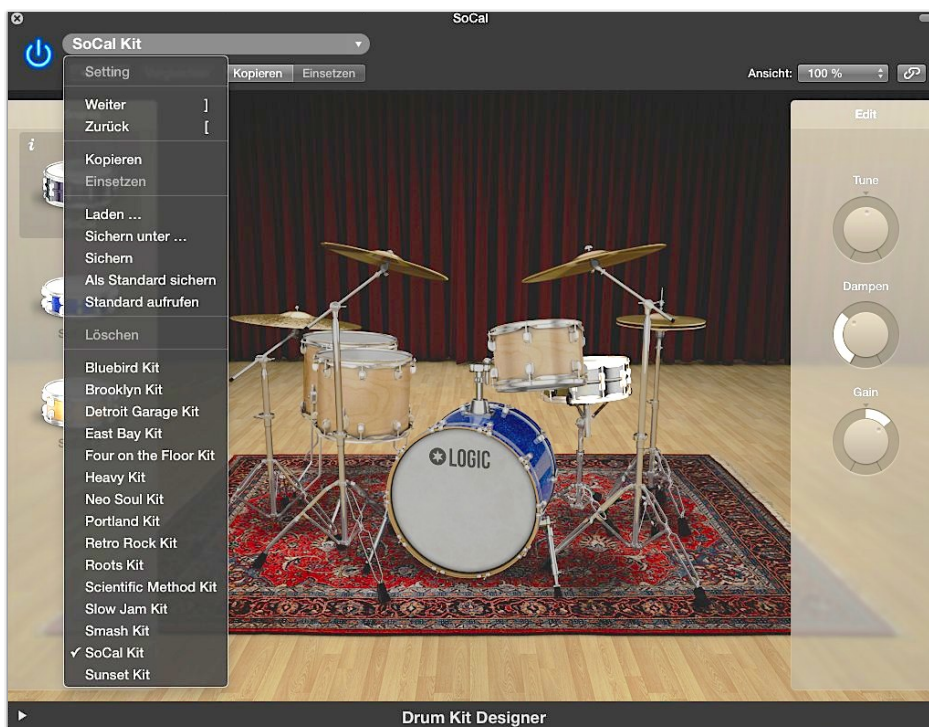 SoCal
SoCal Kit
Kopieren Einsetzen
Ansicht: 100 %
Setting
Weiter ]
Zurück [
Kopieren
Einsetzen
Laden ...
Sichern unter ...
Sichern
Als Standard sichern
Standard aufrufen
Löschen
Bluebird Kit
Brooklyn Kit
Detroit Garage Kit
East Bay Kit
Four on the Floor Kit
Heavy Kit
Neo Soul Kit
Portland Kit
Retro Rock Kit
Roots Kit
Scientific Method Kit
Slow Jam Kit
Smash Kit
✓ SoCal Kit
Sunset Kit
i
LOGIC
Edit
Tune
Dampen
Gain
Drum Kit Designer